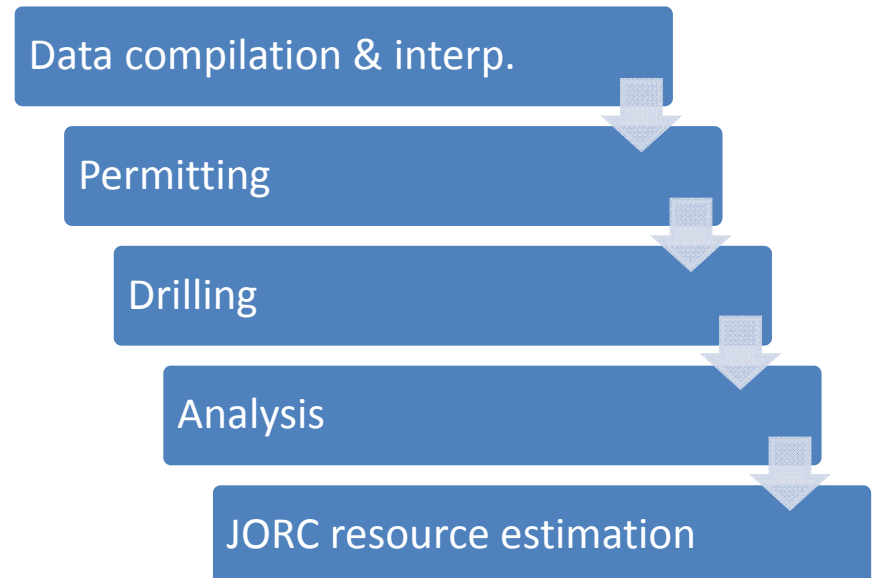 Data compilation & interp.
Permitting
Drilling
Analysis
JORC resource estimation